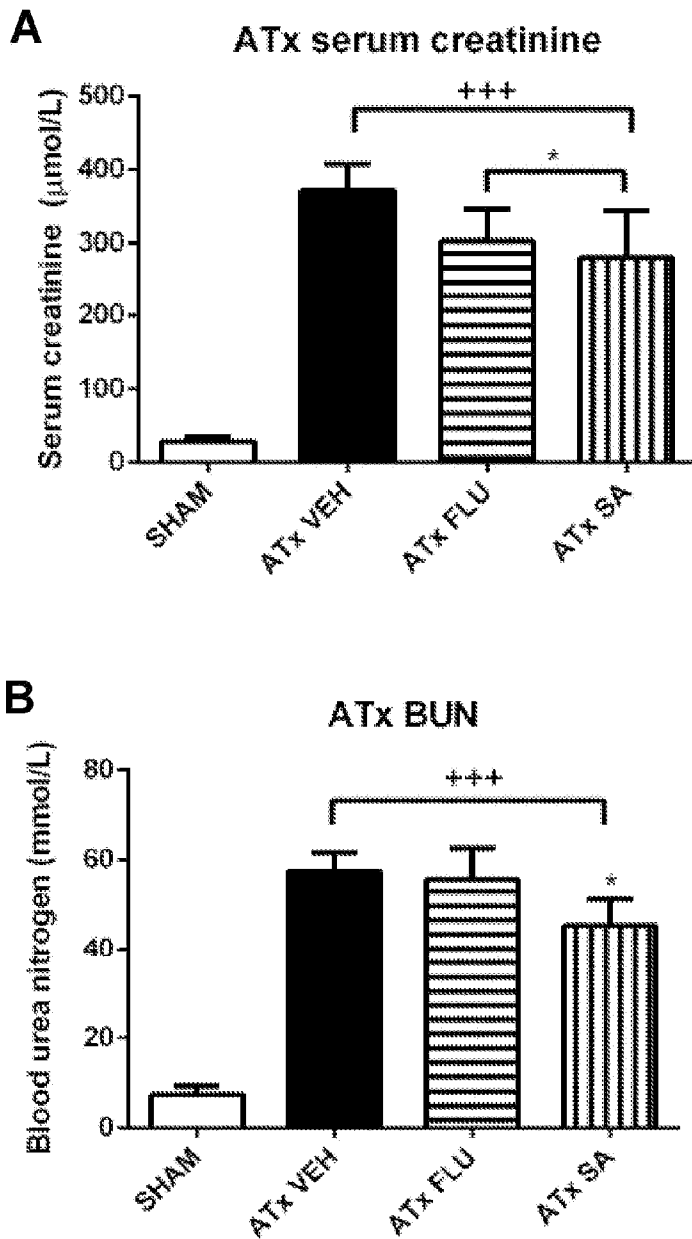 A
ATx serum creatinine
Serum creatinine (μmol/L)
500
400
300
200
100
0
+++
*
SHAM
ATx VEH
ATx FLU
ATx SA
B
ATx BUN
Blood urea nitrogen (mmol/L)
80
60
40
20
0
+++
*
SHAM
ATx VEH
ATx FLU
ATx SA